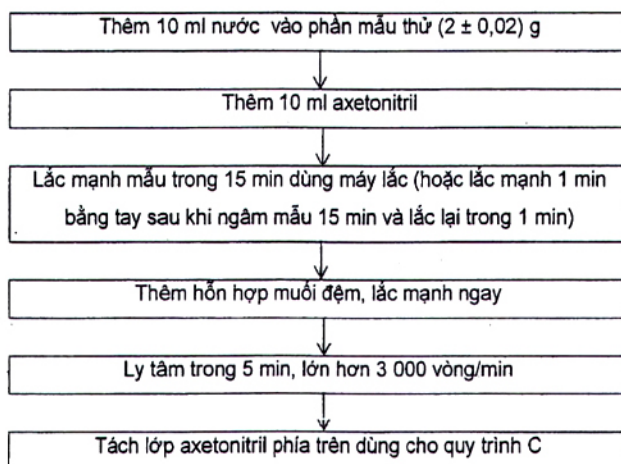 Thêm 10 ml nước vào phần mẫu thử (2 ± 0,02) g
Thêm 10 ml axetonitril
Lắc mạnh mẫu trong 15 min dùng máy lắc (hoặc lắc mạnh 1 min
bằng tay sau khi ngâm mẫu 15 min và lắc lại trong 1 min)
Thêm hỗn hợp muối đệm, lắc mạnh ngay
Ly tâm trong 5 min, lớn hơn 3 000 vòng/min
Tách lớp axetonitril phía trên dùng cho quy trình C